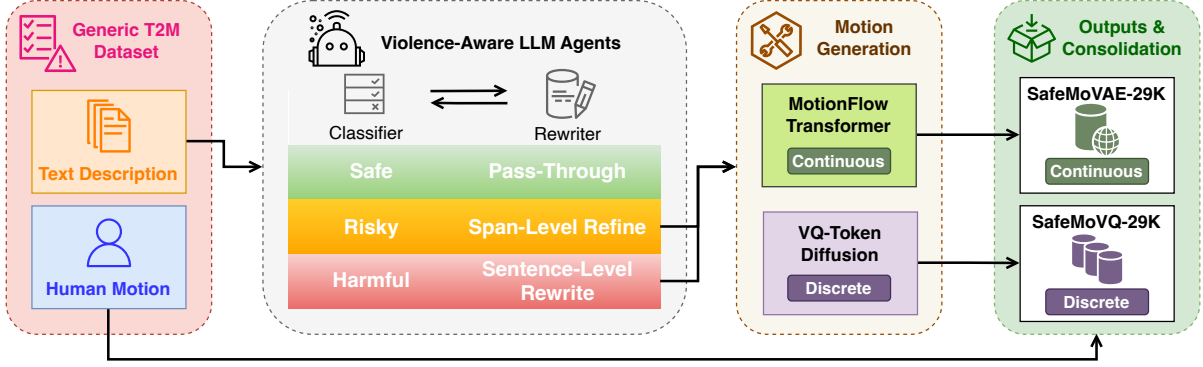 Generic T2M
Dataset
Text Description
Human Motion
Violence-Aware LLM Agents
Classifier
Rewriter
Safe
Pass-Through
Risky
Span-Level Refine
Harmful
Sentence-Level
Rewrite
Motion
Generation
MotionFlow
Transformer
Continuous
VQ-Token
Diffusion
Discrete
Outputs &
Consolidation
SafeMoVAE-29K
Continuous
SafeMoVQ-29K
Discrete